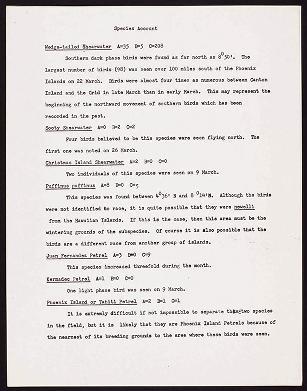 Species Account
Wedge-tailed Shearwater A=35 D=5 C=208
Southern dark phase birds were found as far north as 8°50'. The
largest number of birds (98) was seen over 100 miles south of the Phoenix
Islands on 22 March. Birds were almost four times as numerous between Canton
Island and the Grid in late March than in early March. This may represent the
beginning of the northward movement of southern birds which has been
recorded in the past.
Sooty Shearwater A=0 D=2 C=2
Four birds believed to be this species were seen flying north. The
first one was noted on 26 March.
Christmas Island Shearwater A=2 D=0 C=0
Two individuals of this species were seen on 9 March.
Puffinus puffinus A=8 D=0
This species was found between N and N. Although the birds
were not identified to race, it is quite possible that they were newelli
from the Hawaiian Islands. If this is the case, then this area must be the
wintering grounds of the subspecies. Of course it is also possible that the
birds are a different race from another group of islands.
Juan Fernandez Petrel A=3 D=0 C=9
This species increased threefold during the month.
Kermadec Petrel A=1 D=0 C=0
One light phase bird was seen on 9 March.
Phoenix Island or Tahiti Petrel A=2 D=1 C=1
It is extremely difficult if not impossible to separate these two species
in the field, but it is likely that they are Phoenix Island Petrels because of
the nearness of its breeding grounds to the area where these birds were seen.